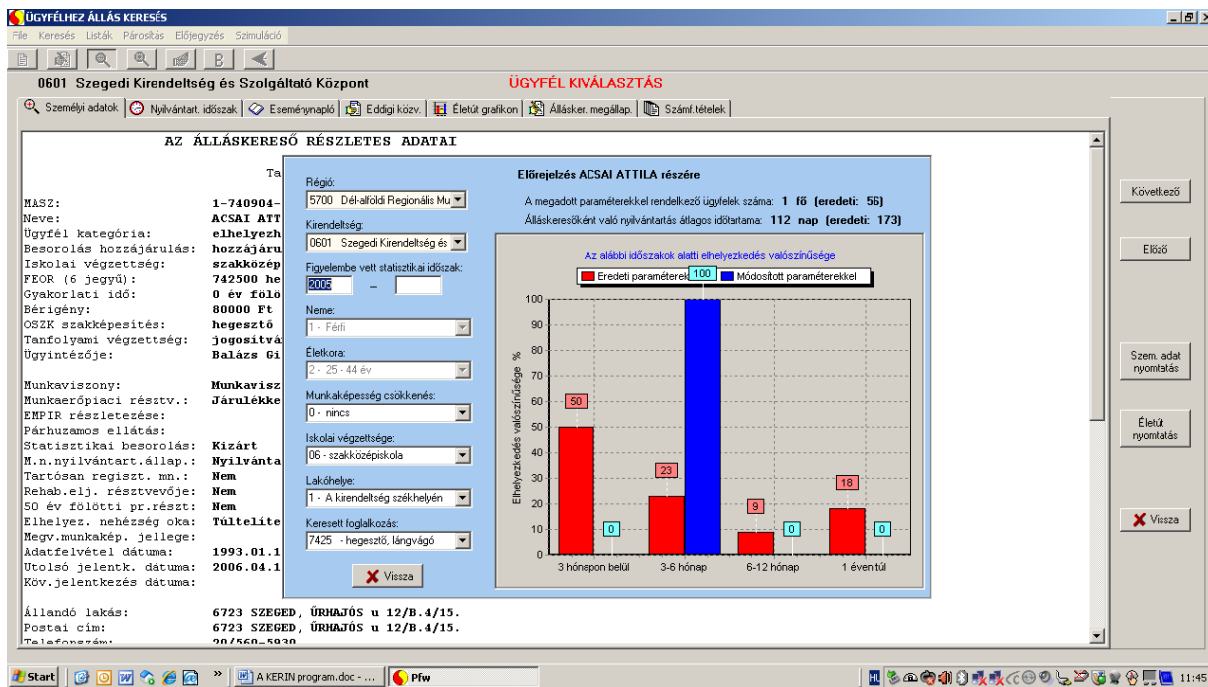 ÜGYFÉLHEZ ÁLLÁS KERESÉS
File Keresés Listák Párosítás Előjegyzés Szimuláció
B
0601 Szegedi Kirendeltség és Szolgáltató Központ
ÜGYFÉL KIVÁLASZTÁS
Személyi adatok Nyilvántart. időszak Eseménynapló Eddigi közv. Életút grafikon Állásker. megállap. Számf.tételek
AZ ÁLLÁSKERESŐ RÉSZLETES ADATAI
Ta
MASZ: 1-740904-
Neve: ACSAI ATT
Ügyfél kategória: elhelyezh
Besorolás hozzájárulás: hozzájáru
Iskolai végzettség: szakközép
FEOR (6 jegyű): 742500 he
Gyakorlati idő: 0 év fölö
Bérigény: 80000 Ft
OSZK szakképesítés: hegesztő
Tanfolyami végzettség: jogosítvá
Ügyintézője: Balázs Gi
Munkaviszony: Munkavisz
Munkaerőpiaci résztv.: Járulékke
EMPIR részletezése:
Párhuzamos ellátás:
Statisztikai besorolás: Kizárt
M.n.nyilvántart.állap.: Nyilvánta
Tartósan regiszt. mn.: Nem
Rehab.elj. résztvevője: Nem
50 év fölötti pr.részt: Nem
Elhelyez. nehézség oka: Túltelíte
Megv.munkakép. jellege:
Adatfelvétel dátuma: 1993.01.1
Utolsó jelentk. dátuma: 2006.04.1
Köv.jelentkezés dátuma:
Állandó lakás: 6723 SZEGED, ŰRHAJÓS u 12/B.4/15.
Postai cím: 6723 SZEGED, ŰRHAJÓS u 12/B.4/15.
Telefonszám: 20/560-5930
Régió:
5700 Dél-alföldi Regionális Mu
Kirendeltség:
0601 Szegedi Kirendeltség és
Figyelembe vett statisztikai időszak:
2005 –
Neme:
1 - Férfi
Életkora:
2 - 25 - 44 év
Munkaképesség csökkenés:
0 - nincs
Iskolai végzettsége:
06 - szakközépiskola
Lakóhelye:
1 - A kirendeltség székhelyén
Keresett foglalkozás:
7425 - hegesztő, lángvágó
Vissza
Előrejelzés ACSAI ATTILA részére
A megadott paraméterekkel rendelkező ügyfelek száma: 1 fő (eredeti: 56)
Álláskeresőként való nyilvántartás átlagos időtartama: 112 nap (eredeti: 173)
Az alábbi időszakok alatti elhelyezkedés valószínűsége
Eredeti paraméterek 100 Módosított paraméterekkel
Elhelyezkedés valószínűsége %
100
90
80
70
60
50
40
30
20
10
0
50
0
23
9
0
18
0
3 hónapon belül 3-6 hónap 6-12 hónap 1 éven túl
Következő
Előző
Szem. adat
nyomtatás
Életút
nyomtatás
Vissza
Start
A KERIN program.doc - ...
Pfw
HU
11:45